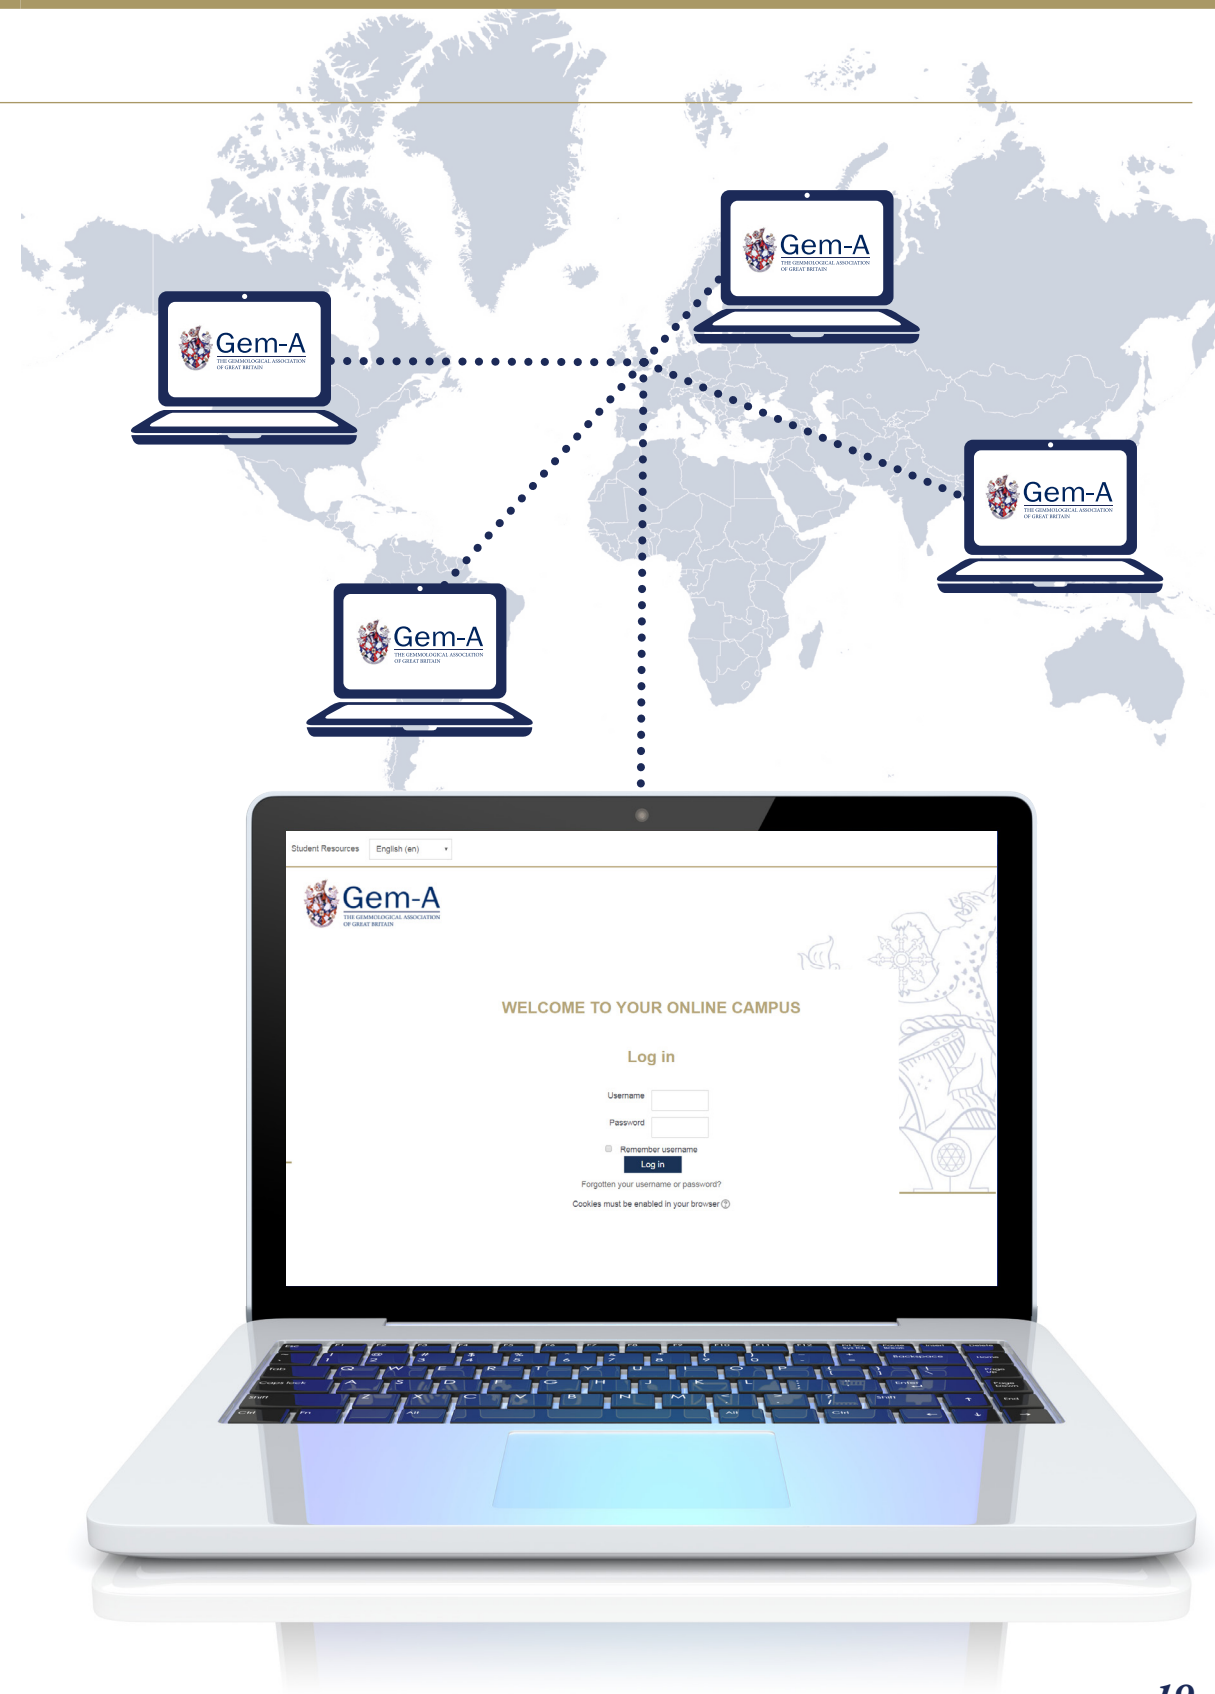 Gem-A
THE GEMMOLOGICAL ASSOCIATION
OF GREAT BRITAIN
Gem-A
THE GEMMOLOGICAL ASSOCIATION
OF GREAT BRITAIN
Gem-A
THE GEMMOLOGICAL ASSOCIATION
OF GREAT BRITAIN
Gem-A
THE GEMMOLOGICAL ASSOCIATION
OF GREAT BRITAIN
Student Resources English (en)
Gem-A
THE GEMMOLOGICAL ASSOCIATION
OF GREAT BRITAIN
WELCOME TO YOUR ONLINE CAMPUS
Log in
Username
Password
Remember username
Log in
Forgotten your username or password?
Cookies must be enabled in your browser